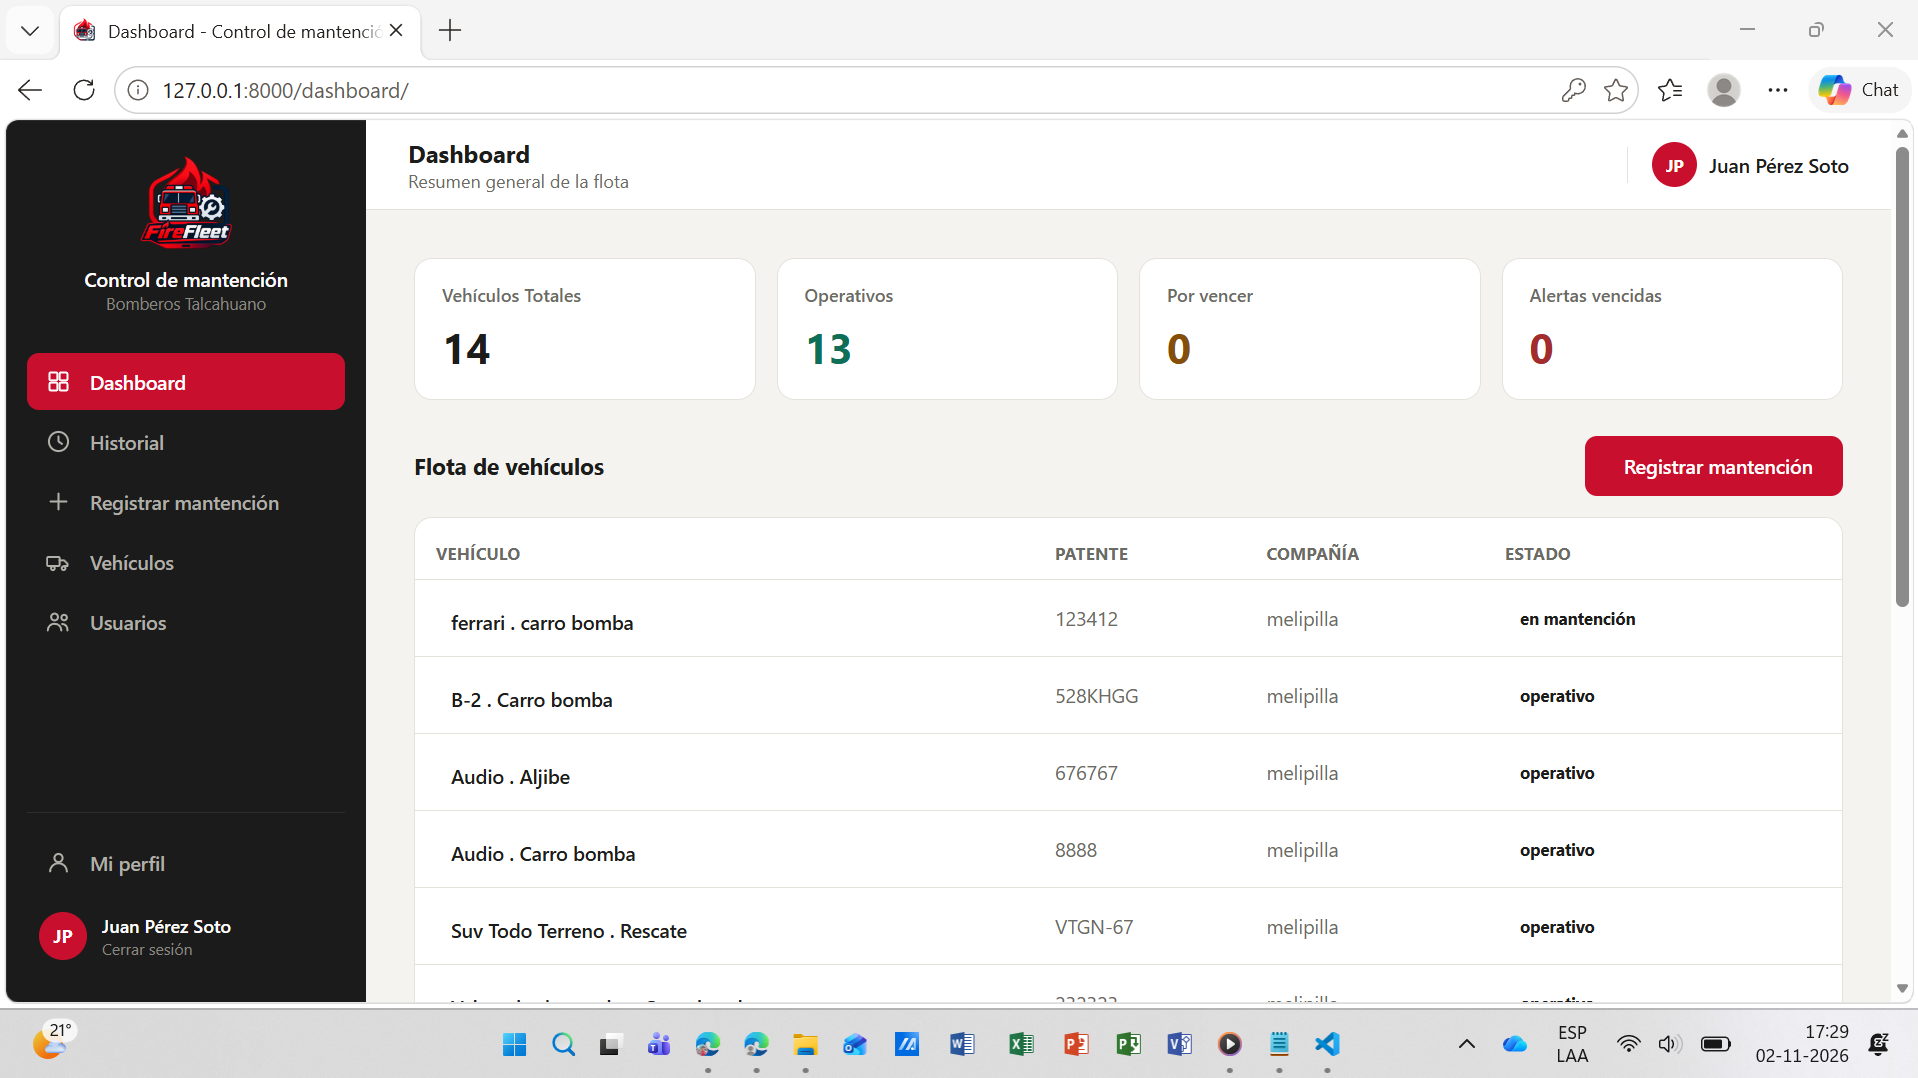 Dashboard - Control de mantenció
127.0.0.1:8000/dashboard/
Chat
FireFleet
Control de mantención
Bomberos Talcahuano
Dashboard
Historial
Registrar mantención
Vehículos
Usuarios
Mi perfil
JP
Juan Pérez Soto
Cerrar sesión
Dashboard
Resumen general de la flota
JP Juan Pérez Soto
Vehículos Totales
14
Operativos
13
Por vencer
0
Alertas vencidas
0
Flota de vehículos
Registrar mantención
VEHÍCULO PATENTE COMPAÑÍA ESTADO
ferrari . carro bomba 123412 melipilla en mantención
B-2 . Carro bomba 528KHGG melipilla operativo
Audio . Aljibe 676767 melipilla operativo
Audio . Carro bomba 8888 melipilla operativo
Suv Todo Terreno . Rescate VTGN-67 melipilla operativo
21°
ESP
LAA
17:29
02-11-2026